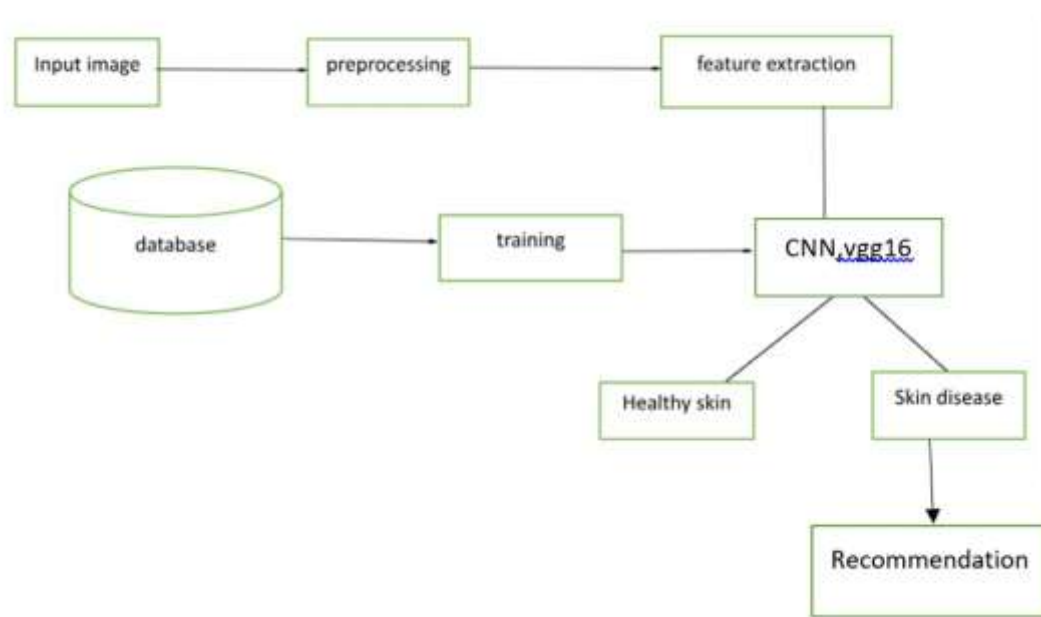 Input image
preprocessing
feature extraction
database
training
CNN,vgg16
Healthy skin
Skin disease
Recommendation